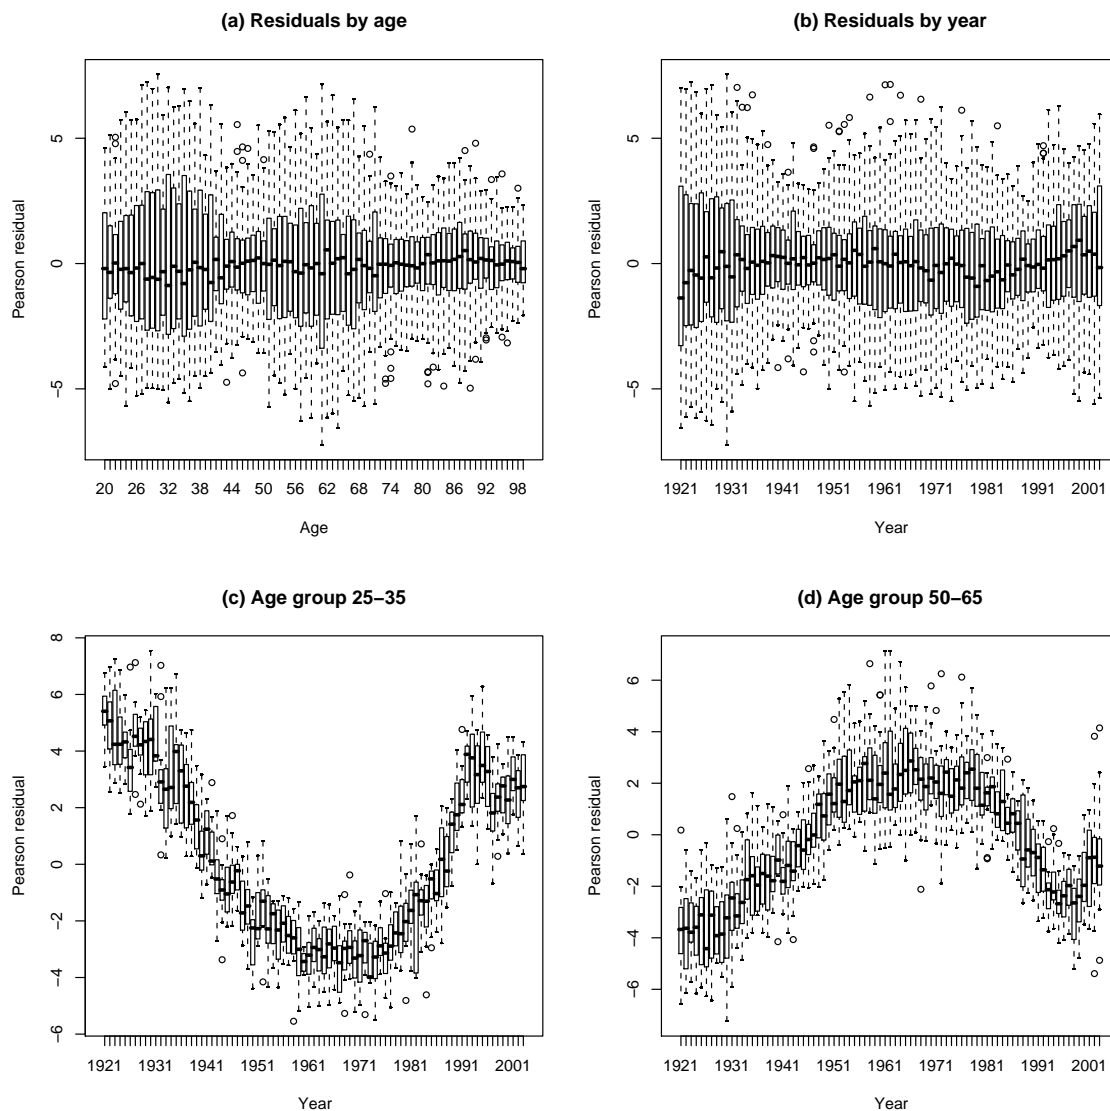 (a) Residuals by age
Pearson residual
5
0
−5
20 26 32 38 44 50 56 62 68 74 80 86 92 98
Age
(b) Residuals by year
Pearson residual
5
0
−5
1921 1931 1941 1951 1961 1971 1981 1991 2001
Year
(c) Age group 25−35
Pearson residual
8
6
4
2
0
−2
−4
−6
1921 1931 1941 1951 1961 1971 1981 1991 2001
Year
(d) Age group 50−65
Pearson residual
6
4
2
0
−2
−4
−6
1921 1931 1941 1951 1961 1971 1981 1991 2001
Year